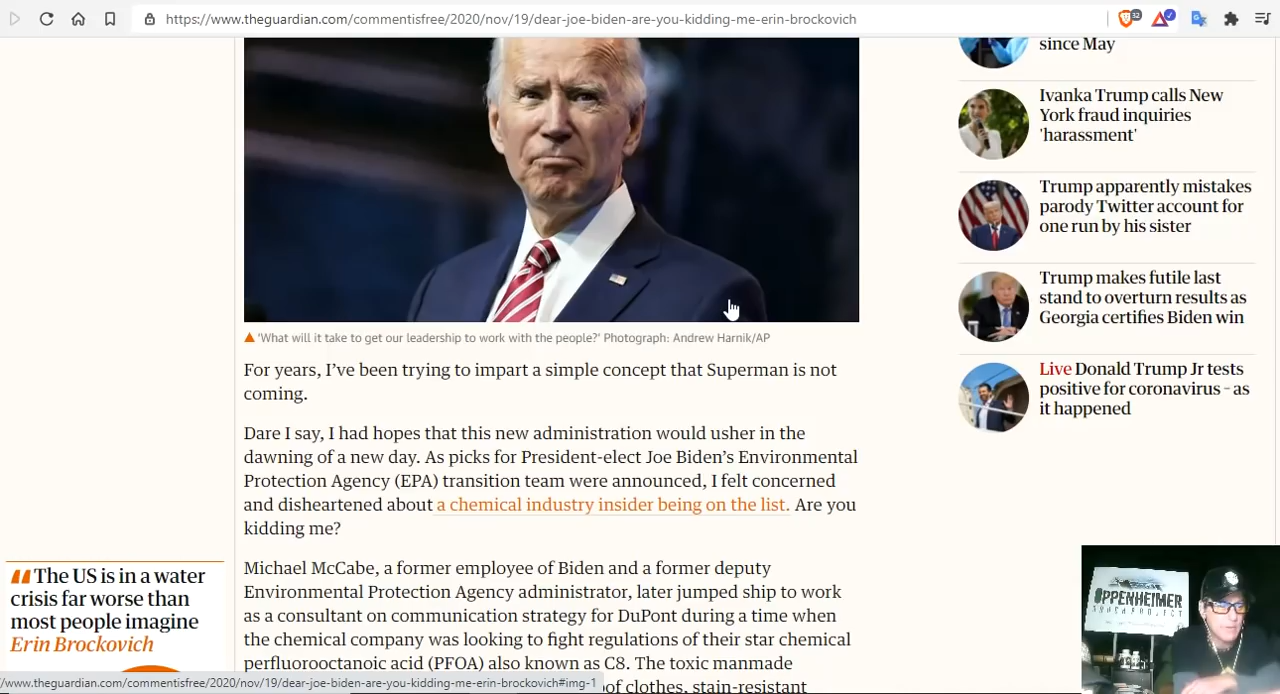 https://www.theguardian.com/commentisfree/2020/nov/19/dear-joe-biden-are-you-kidding-me-erin-brockovich
32
'What will it take to get our leadership to work with the people?' Photograph: Andrew Harnik/AP
For years, I've been trying to impart a simple concept that Superman is not
coming.
Dare I say, I had hopes that this new administration would usher in the
dawning of a new day. As picks for President-elect Joe Biden's Environmental
Protection Agency (EPA) transition team were announced, I felt concerned
and disheartened about a chemical industry insider being on the list. Are you
kidding me?
Michael McCabe, a former employee of Biden and a former deputy
Environmental Protection Agency administrator, later jumped ship to work
as a consultant on communication strategy for DuPont during a time when
the chemical company was looking to fight regulations of their star chemical
perfluorooctanoic acid (PFOA) also known as C8. The toxic manmade
of clothes, stain-resistant
since May
Ivanka Trump calls New
York fraud inquiries
'harassment'
Trump apparently mistakes
parody Twitter account for
one run by his sister
Trump makes futile last
stand to overturn results as
Georgia certifies Biden win
Live Donald Trump Jr tests
positive for coronavirus – as
it happened
The US is in a water
crisis far worse than
most people imagine
Erin Brockovich
/www.theguardian.com/commentisfree/2020/nov/19/dear-joe-biden-are-you-kidding-me-erin-brockovich#img-1
OPPENHEIMER
RANCH PROJECT